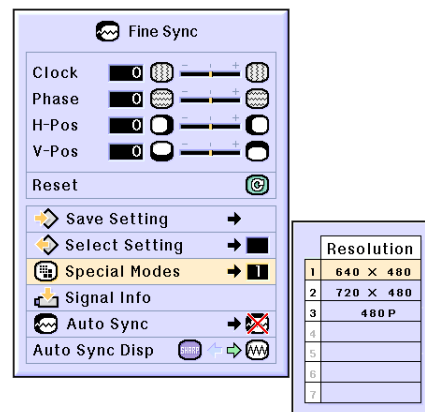 Fine Sync
Clock 0 − +
Phase 0 − +
H-Pos 0 − +
V-Pos 0 − +
Reset
Save Setting
Select Setting
Special Modes 1
Signal Info
Auto Sync
Auto Sync Disp SHARP
Resolution
1 640 × 480
2 720 × 480
3 480P
4
5
6
7